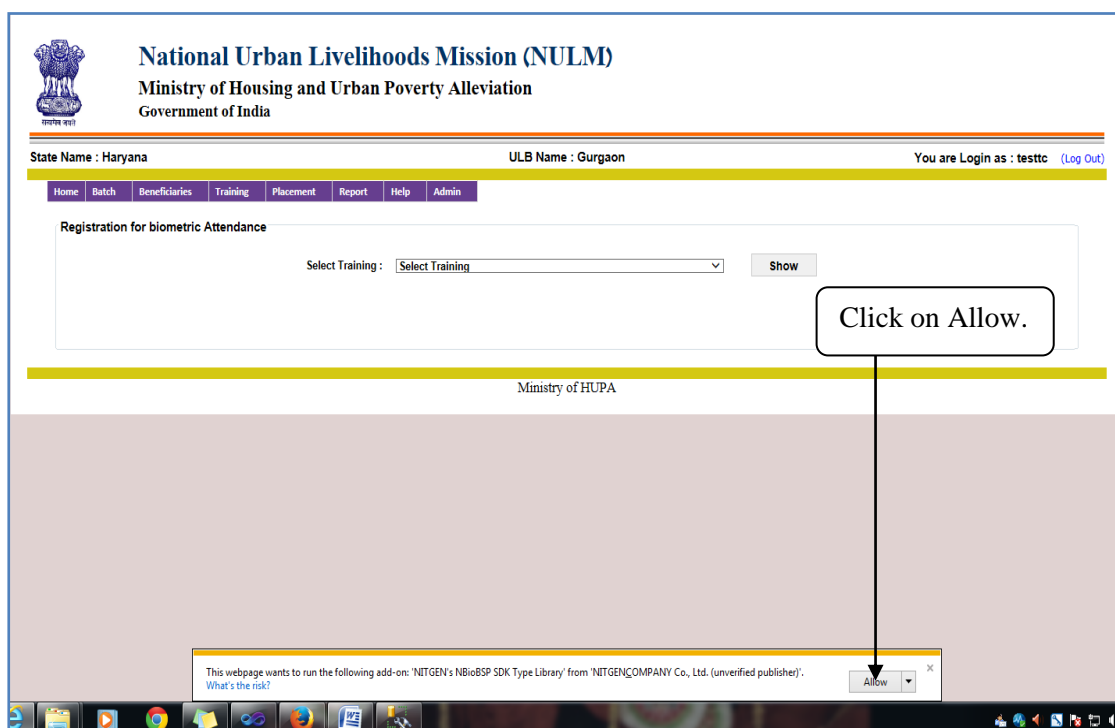 National Urban Livelihoods Mission (NULM)
Ministry of Housing and Urban Poverty Alleviation
Government of India
सत्यमेव जयते
State Name : Haryana ULB Name : Gurgaon You are Login as : testtc (Log Out)
Home Batch Beneficiaries Training Placement Report Help Admin
Registration for biometric Attendance
Select Training : Select Training Show
Click on Allow.
Ministry of HUPA
This webpage wants to run the following add-on: 'NITGEN's NBioBSP SDK Type Library' from 'NITGENCOMPANY Co., Ltd. (unverified publisher)'.
What's the risk?
Allow